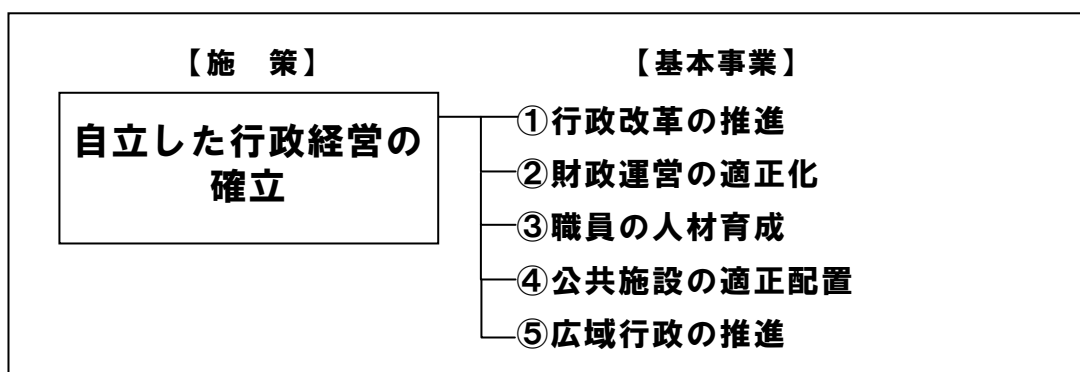 【施　策】
【基本事業】
自立した行政経営の
確立
①行政改革の推進
②財政運営の適正化
③職員の人材育成
④公共施設の適正配置
⑤広域行政の推進